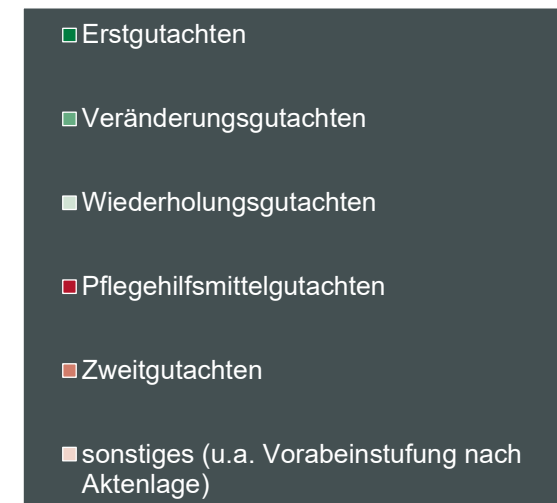 Erstgutachten
Veränderungsgutachten
Wiederholungsgutachten
Pflegehilfsmittelgutachten
Zweitgutachten
sonstiges (u.a. Vorabeinstufung nach
Aktenlage)